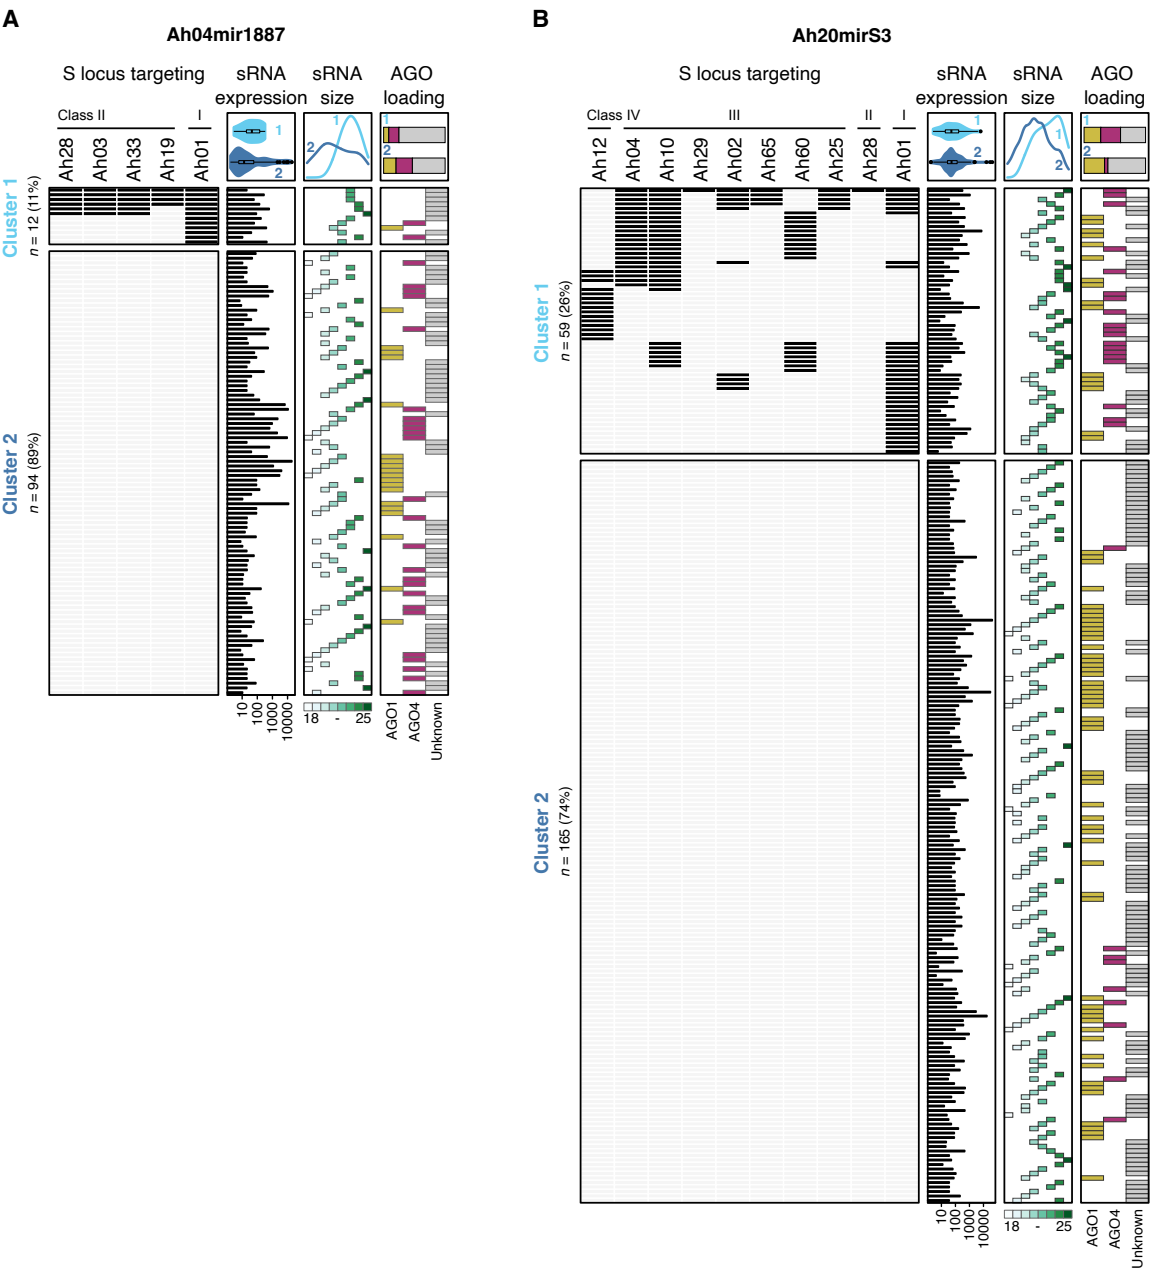 A
Ah04mir1887
S locus targeting
sRNA expression
sRNA size
AGO loading
Class II
I
Ah28
Ah03
Ah33
Ah19
Ah01
1
2
1
2
1
2
Cluster 1
n = 12 (11%)
Cluster 2
n = 94 (89%)
10
100
1000
10000
18 - 25
AGO1
AGO4
Unknown
B
Ah20mirS3
S locus targeting
sRNA expression
sRNA size
AGO loading
Class IV
III
II
I
Ah12
Ah04
Ah10
Ah29
Ah02
Ah65
Ah60
Ah25
Ah28
Ah01
1
2
1
2
1
2
Cluster 1
n = 59 (26%)
Cluster 2
n = 165 (74%)
10
100
1000
10000
18 - 25
AGO1
AGO4
Unknown